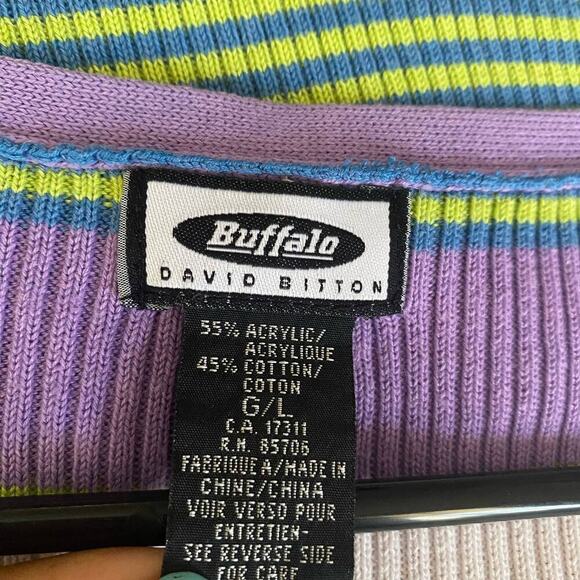 Buffalo
DAVID BITTON
55% ACRYLIC/
ACRYLIQUE
45% COTTON/
COTON
G/L
C.A. 17311
R.N. 85706
FABRIQUE A/MADE IN
CHINE/CHINA
VOIR VERSO POUR
ENTRETIEN-
SEE REVERSE SIDE
FOR CARE